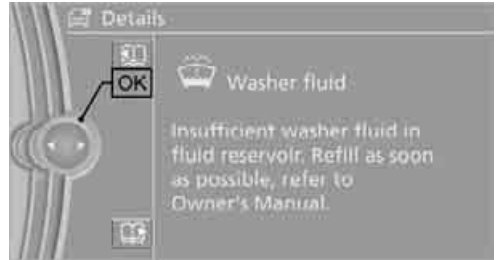 Details
OK
Washer fluid
Insufficient washer fluid in
fluid reservoir. Refill as soon
as possible, refer to
Owner's Manual.